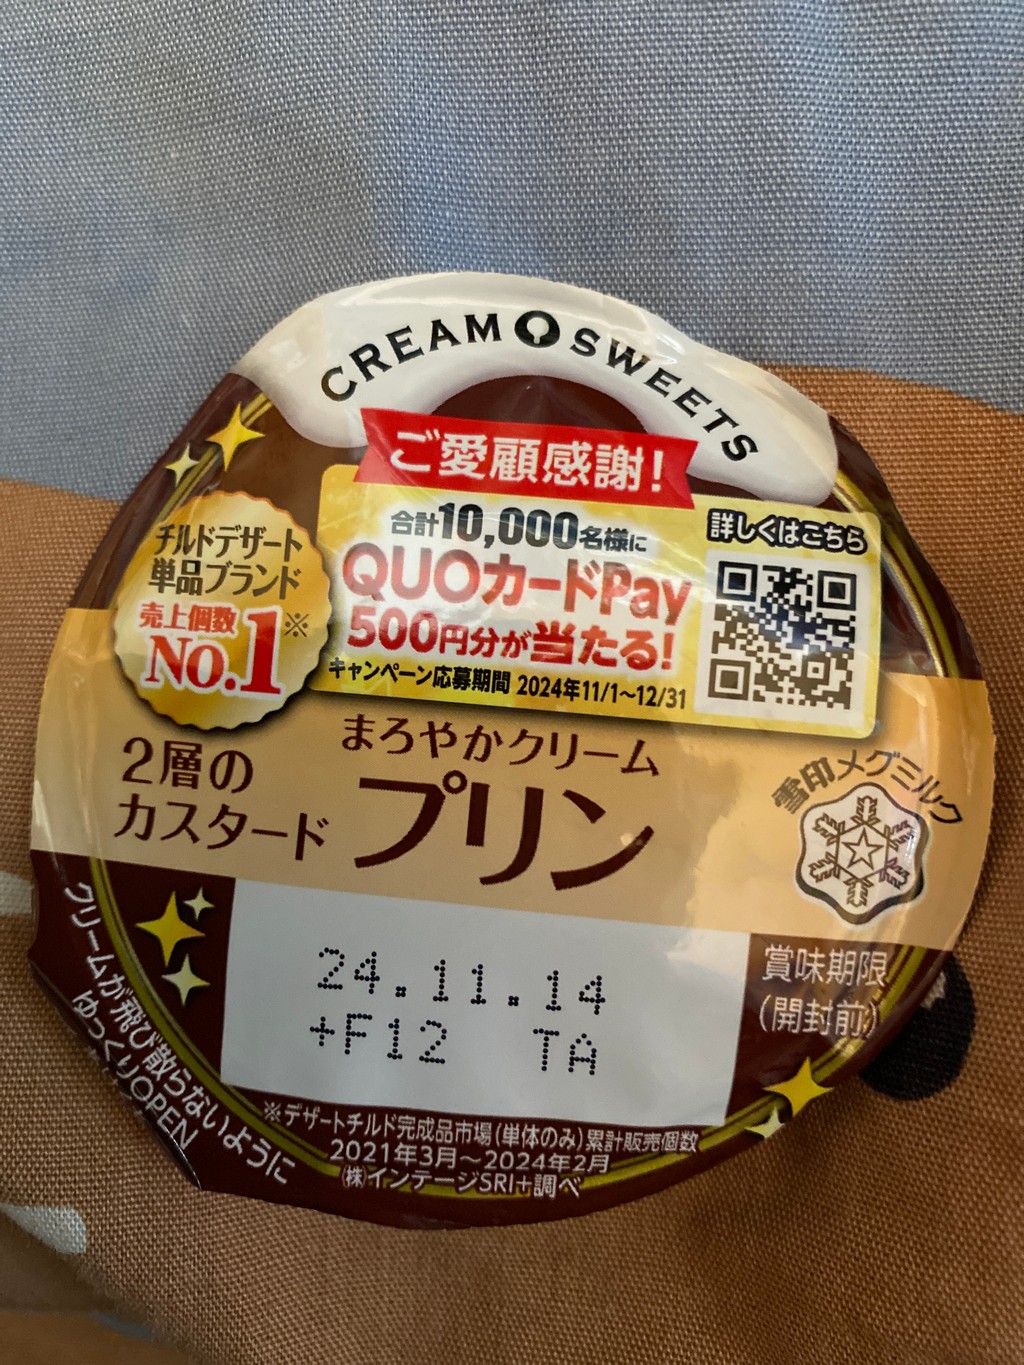 CREAM SWEETS
ご愛顧感謝！
合計10,000名様に
QUOカードPay
500円分が当たる！
キャンペーン応募期間 2024年11/1〜12/31
詳しくはこちら
チルドデザート
単品ブランド
売上個数
No.1※
2層の
カスタード
まろやかクリーム
プリン
雪印メグミルク
24.11.14
+F12 TA
賞味期限
(開封前)
クリームが飛び散らないように
ゆっくりOPEN
※デザートチルド完成品市場(単体のみ)累計販売個数
2021年3月〜2024年2月
㈱インテージSRI+調べ